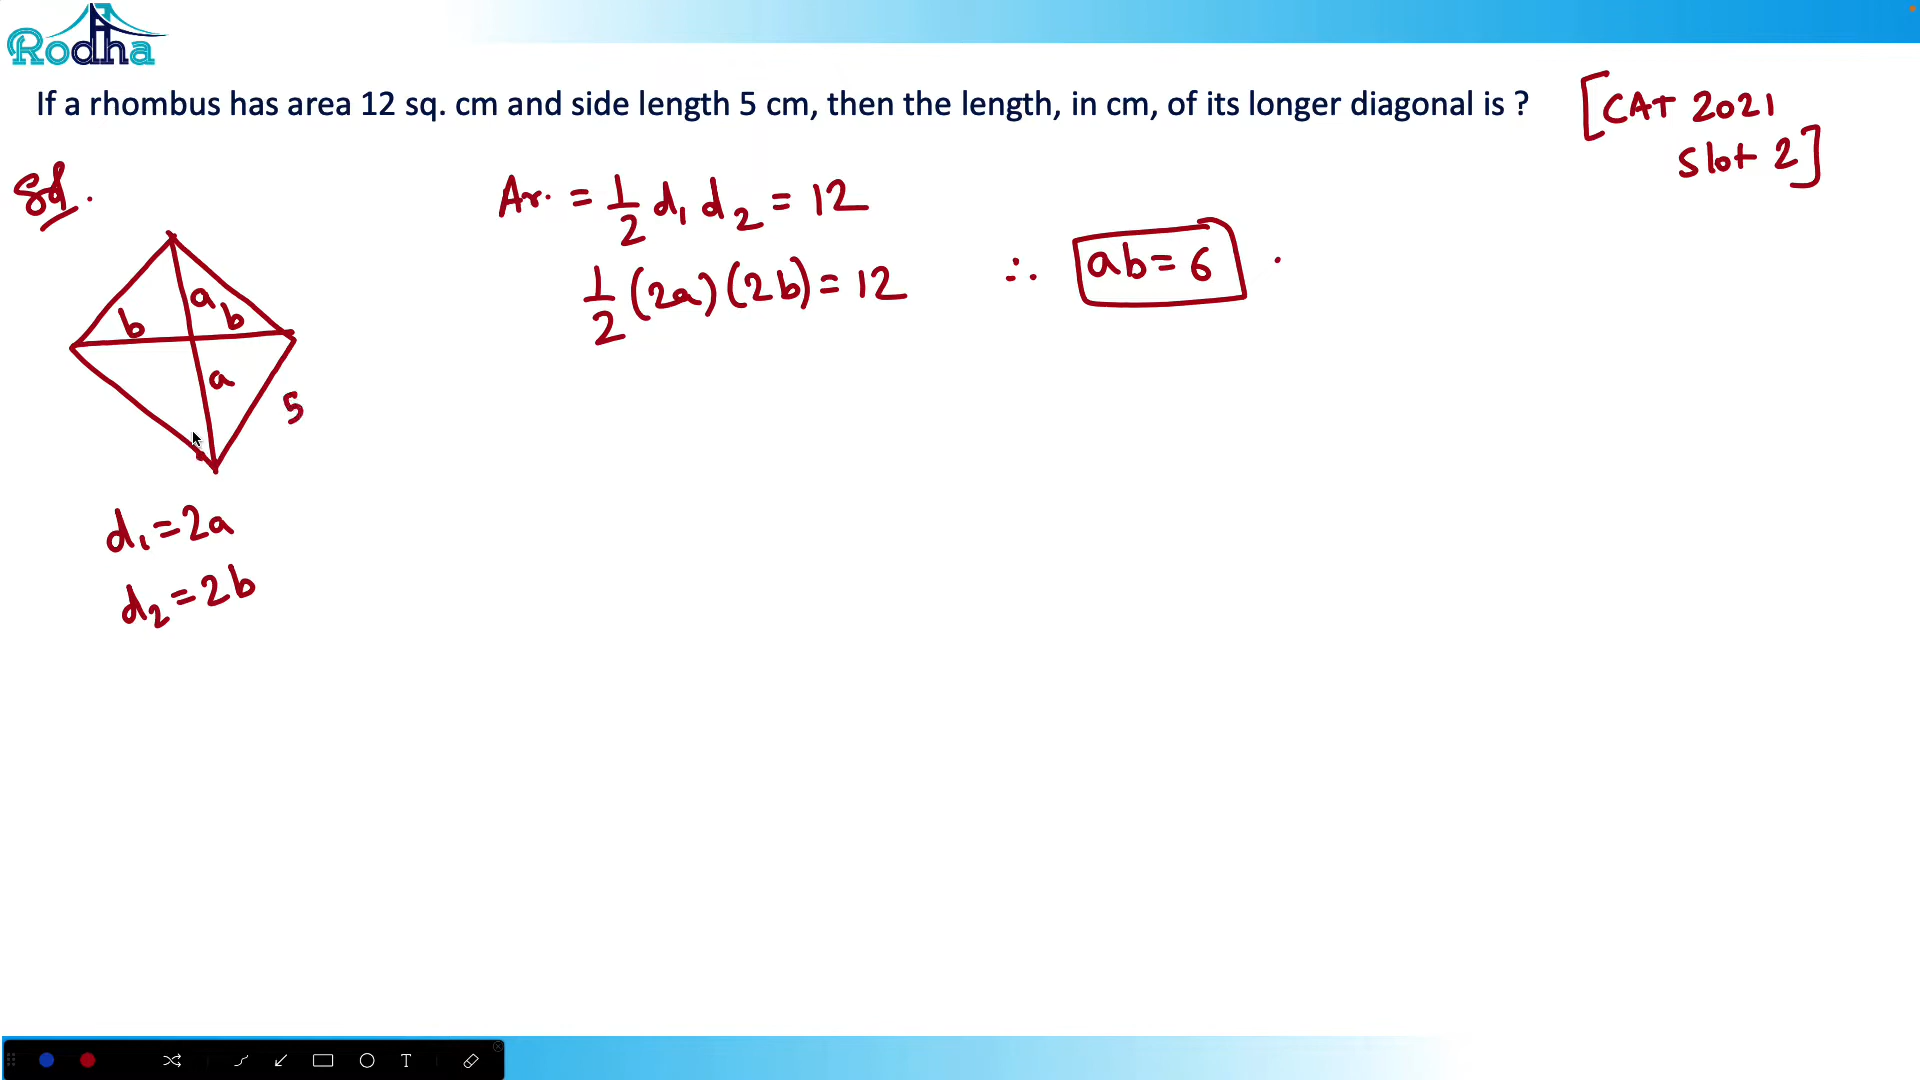 Rodha
If a rhombus has area 12 sq. cm and side length 5 cm, then the length, in cm, of its longer diagonal is ?
[CAT 2021
Slot 2]
Sol.
Ar. = 1/2 d₁ d₂ = 12
1/2 (2a) (2b) = 12 ∴ ab = 6
a
b b
a
5
d₁ = 2a
d₂ = 2b
T